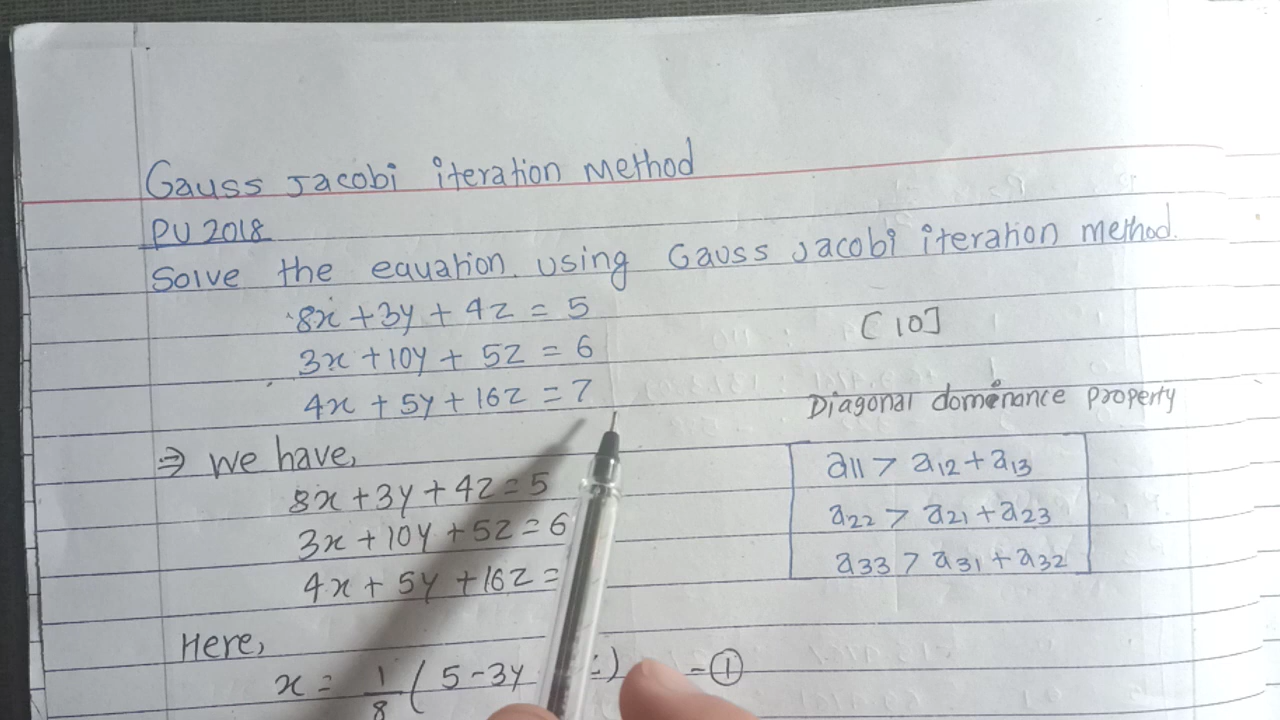 Gauss Jacobi iteration method
PU 2018
Solve the equation using Gauss Jacobi iteration method.
8x + 3y + 4z = 5
[10]
3x + 10y + 5z = 6
4x + 5y + 16z = 7
Diagonal dominance property
a11 > a12 + a13
a22 > a21 + a23
a33 > a31 + a32
⇒ we have,
8x + 3y + 4z = 5
3x + 10y + 5z = 6
4x + 5y + 16z =
Here,
x = 1/8 ( 5 - 3y ) - ①